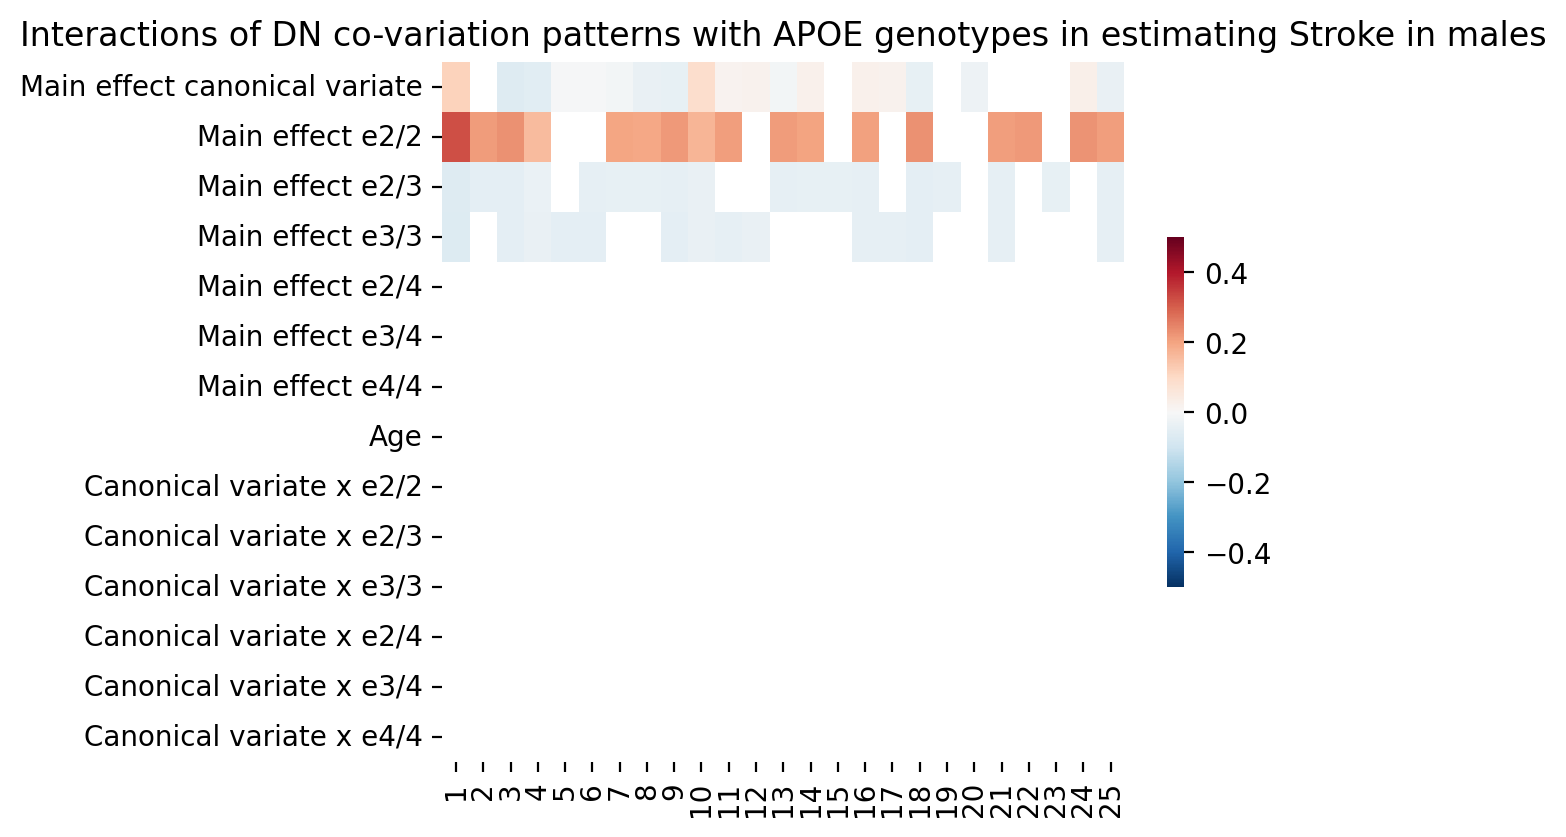 Interactions of DN co-variation patterns with APOE genotypes in estimating Stroke in males
Main effect canonical variate
Main effect e2/2
Main effect e2/3
Main effect e3/3
Main effect e2/4
Main effect e3/4
Main effect e4/4
Age
Canonical variate x e2/2
Canonical variate x e2/3
Canonical variate x e3/3
Canonical variate x e2/4
Canonical variate x e3/4
Canonical variate x e4/4
1
2
3
4
5
6
7
8
9
10
11
12
13
14
15
16
17
18
19
20
21
22
23
24
25
0.4
0.2
0.0
−0.2
−0.4